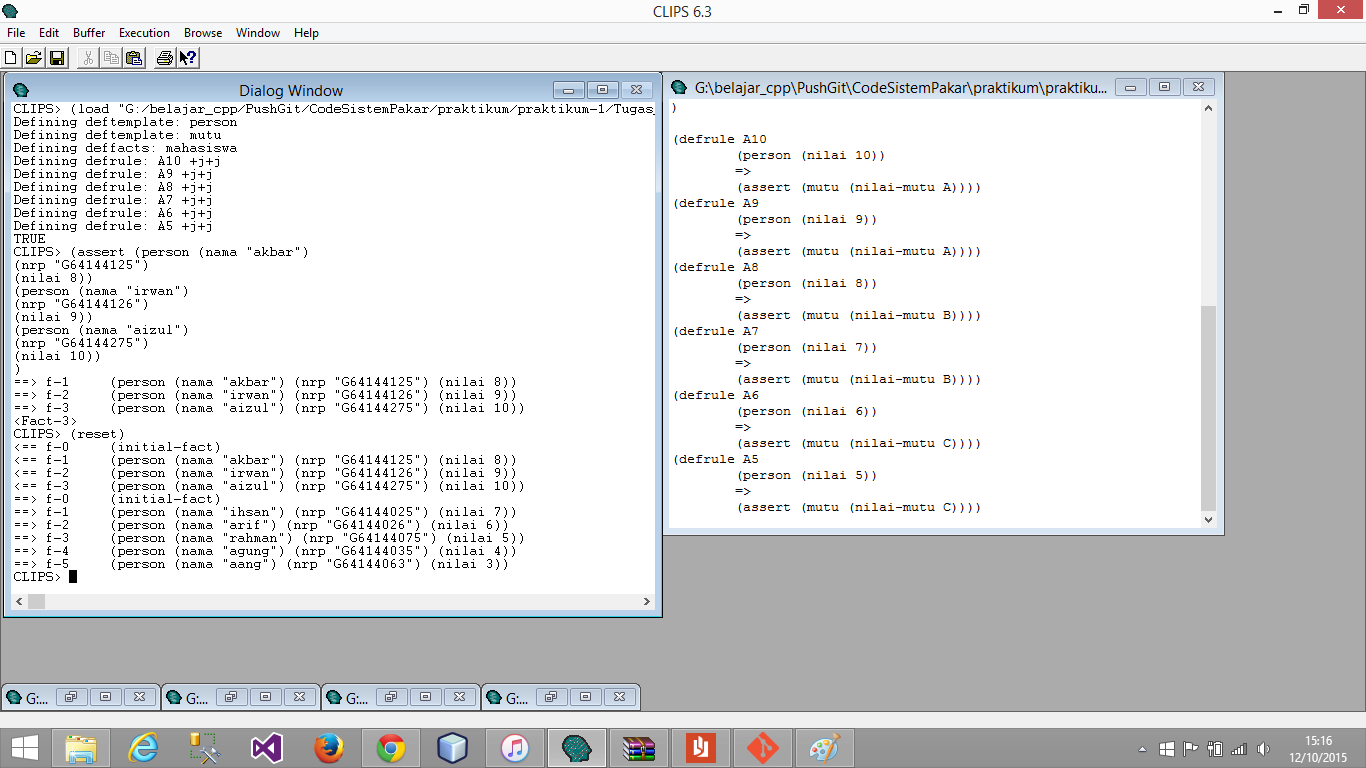 CLIPS 6.3
File Edit Buffer Execution Browse Window Help
Dialog Window
CLIPS> (load "G:/belajar_cpp/PushGit/CodeSistemPakar/praktikum/praktikum-1/Tugas_
Defining deftemplate: person
Defining deftemplate: mutu
Defining deffacts: mahasiswa
Defining defrule: A10 +j+j
Defining defrule: A9 +j+j
Defining defrule: A8 +j+j
Defining defrule: A7 +j+j
Defining defrule: A6 +j+j
Defining defrule: A5 +j+j
TRUE
CLIPS> (assert (person (nama "akbar")
(nrp "G64144125")
(nilai 8))
(person (nama "irwan")
(nrp "G64144126")
(nilai 9))
(person (nama "aizul")
(nrp "G64144275")
(nilai 10))
)
==> f-1     (person (nama "akbar") (nrp "G64144125") (nilai 8))
==> f-2     (person (nama "irwan") (nrp "G64144126") (nilai 9))
==> f-3     (person (nama "aizul") (nrp "G64144275") (nilai 10))
<Fact-3>
CLIPS> (reset)
<== f-0     (initial-fact)
<== f-1     (person (nama "akbar") (nrp "G64144125") (nilai 8))
<== f-2     (person (nama "irwan") (nrp "G64144126") (nilai 9))
<== f-3     (person (nama "aizul") (nrp "G64144275") (nilai 10))
==> f-0     (initial-fact)
==> f-1     (person (nama "ihsan") (nrp "G64144025") (nilai 7))
==> f-2     (person (nama "arif") (nrp "G64144026") (nilai 6))
==> f-3     (person (nama "rahman") (nrp "G64144075") (nilai 5))
==> f-4     (person (nama "agung") (nrp "G64144035") (nilai 4))
==> f-5     (person (nama "aang") (nrp "G64144063") (nilai 3))
CLIPS>
G:\belajar_cpp\PushGit\CodeSistemPakar\praktikum\praktiku...
)
(defrule A10
(person (nilai 10))
=>
(assert (mutu (nilai-mutu A))))
(defrule A9
(person (nilai 9))
=>
(assert (mutu (nilai-mutu A))))
(defrule A8
(person (nilai 8))
=>
(assert (mutu (nilai-mutu B))))
(defrule A7
(person (nilai 7))
=>
(assert (mutu (nilai-mutu B))))
(defrule A6
(person (nilai 6))
=>
(assert (mutu (nilai-mutu C))))
(defrule A5
(person (nilai 5))
=>
(assert (mutu (nilai-mutu C))))
G:... G:... G:... G:...
15:16
12/10/2015